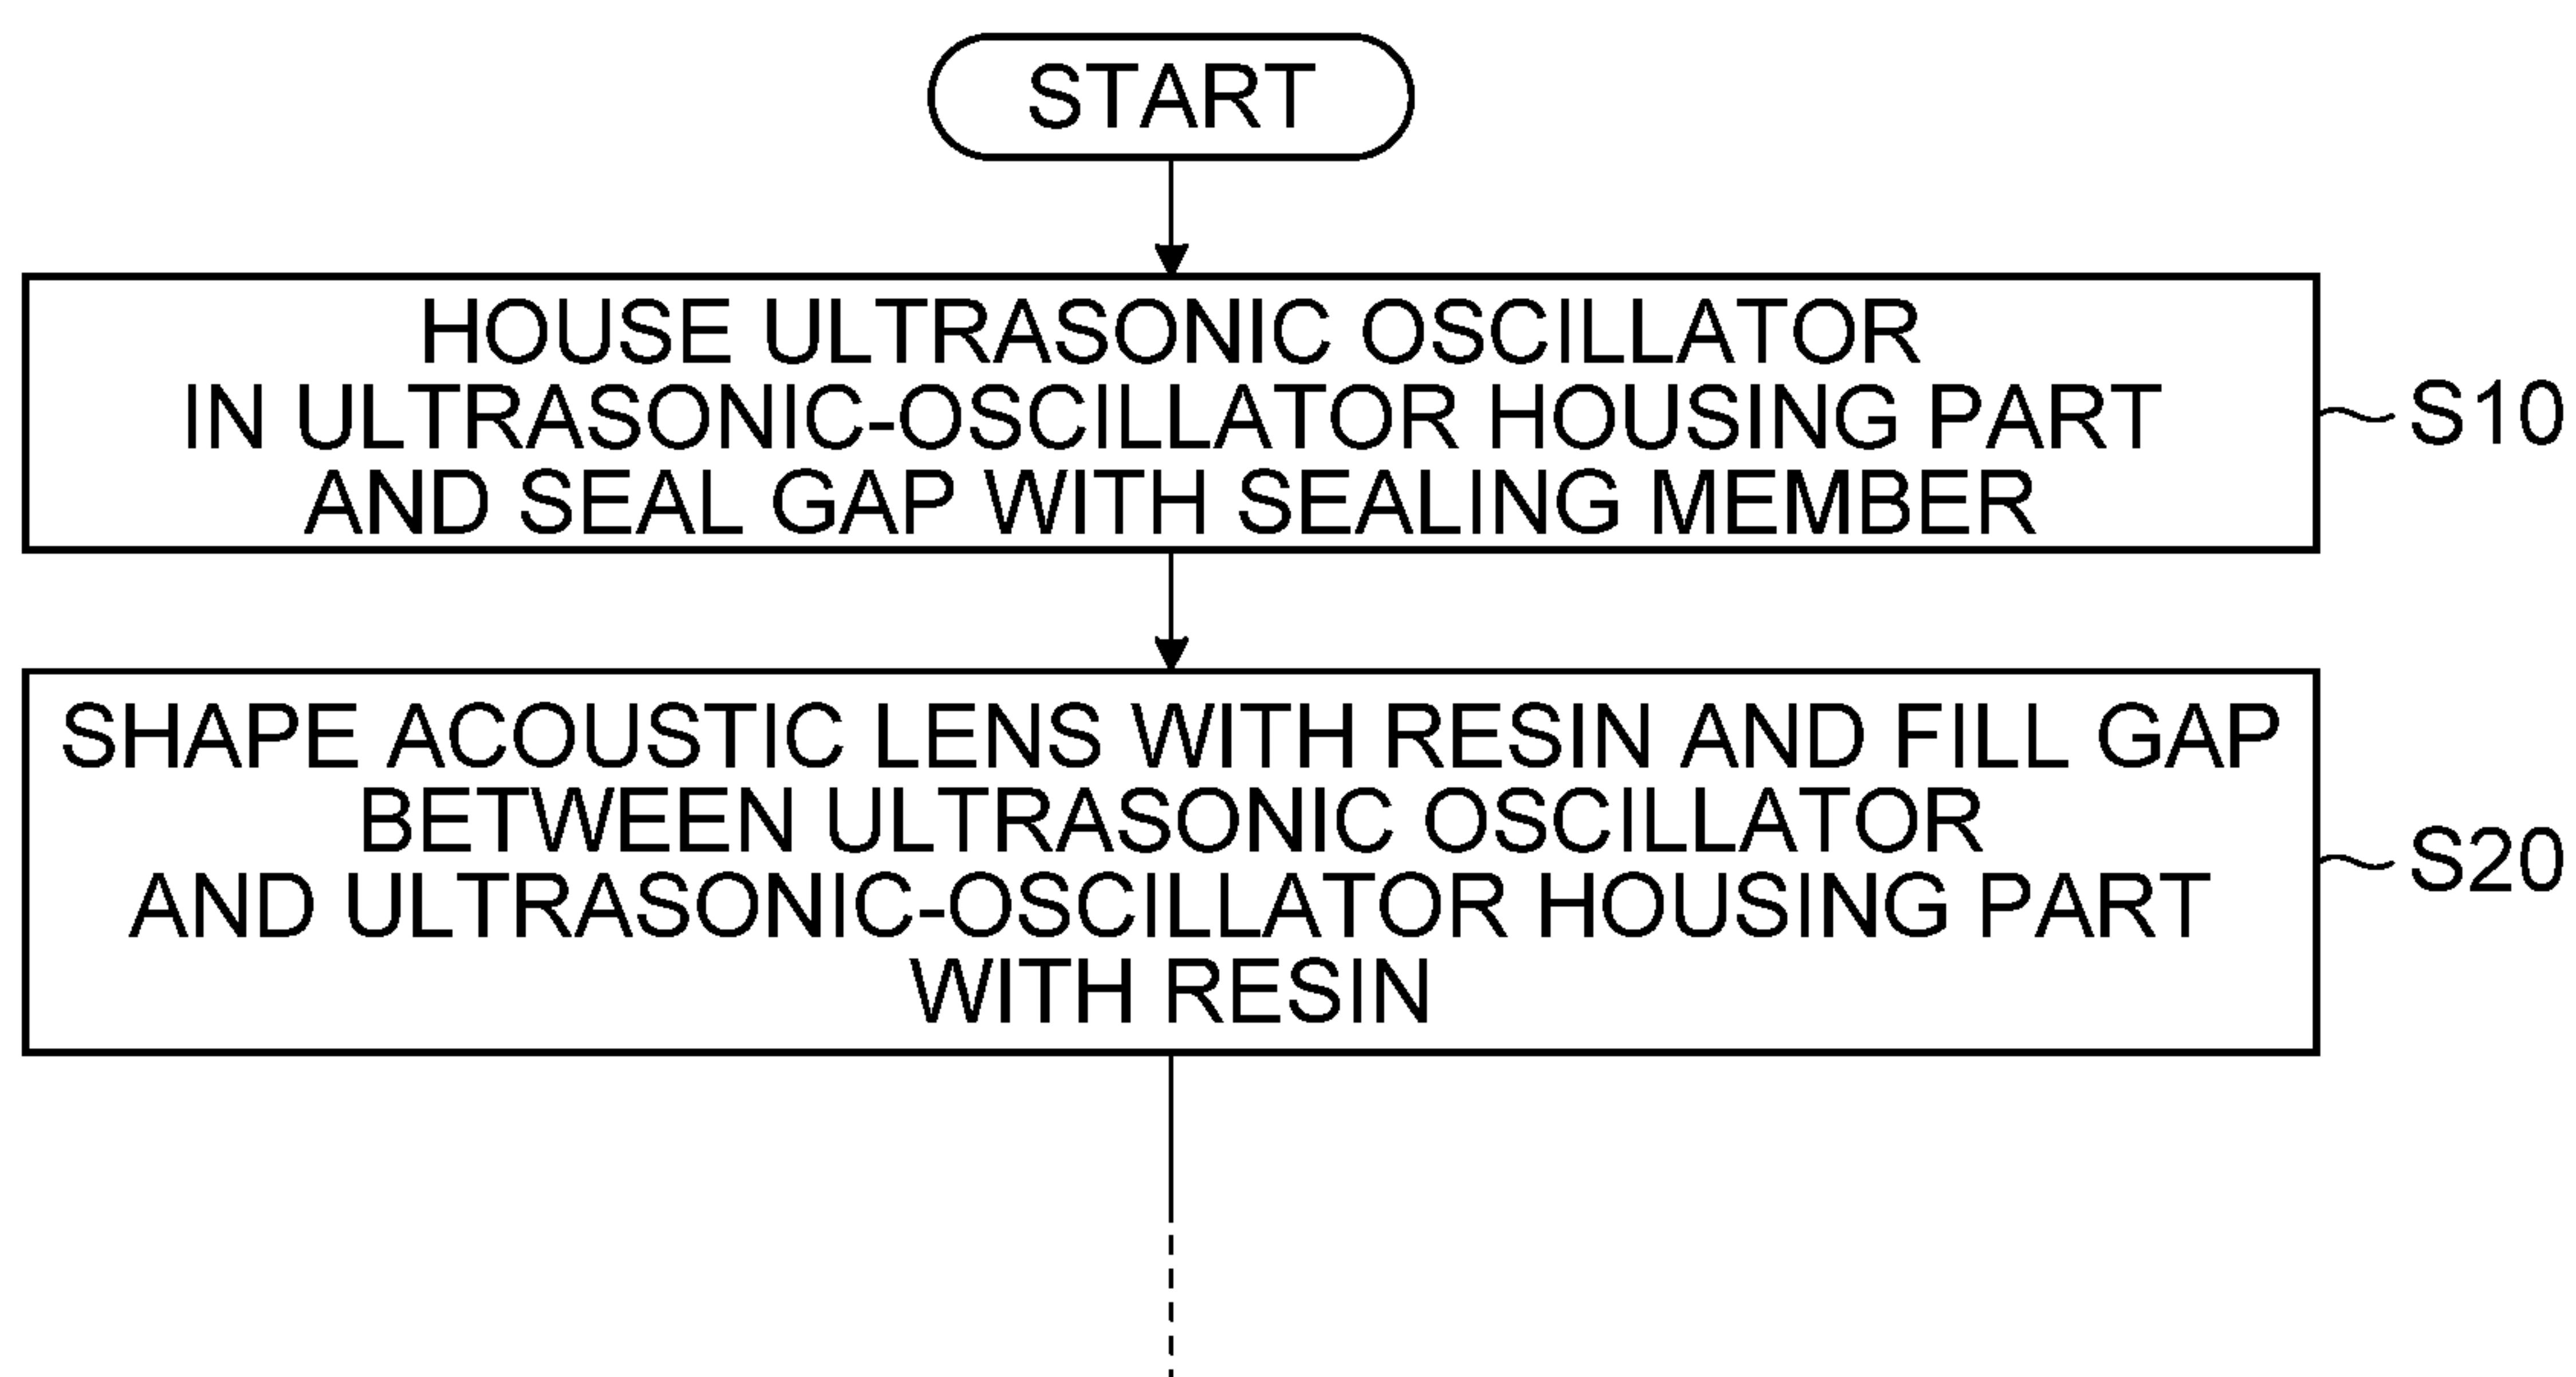 START
HOUSE ULTRASONIC OSCILLATOR
IN ULTRASONIC-OSCILLATOR HOUSING PART
AND SEAL GAP WITH SEALING MEMBER
S10
SHAPE ACOUSTIC LENS WITH RESIN AND FILL GAP
BETWEEN ULTRASONIC OSCILLATOR
AND ULTRASONIC-OSCILLATOR HOUSING PART
WITH RESIN
S20